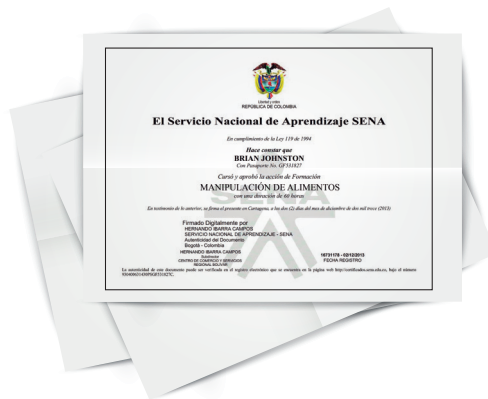 Libertad y orden
REPÚBLICA DE COLOMBIA
El Servicio Nacional de Aprendizaje SENA
En cumplimiento de la Ley 119 de 1994
Hace constar que
BRIAN JOHNSTON
Con Pasaporte No. GF531827
Cursó y aprobó la acción de Formación
MANIPULACIÓN DE ALIMENTOS
con una duración de 60 horas
SENA
En testimonio de lo anterior, se firma el presente en Cartagena, a los dos (2) días del mes de diciembre de dos mil trece (2013)
Firmado Digitalmente por
HERNANDO IBARRA CAMPOS
SERVICIO NACIONAL DE APRENDIZAJE - SENA
Autenticidad del Documento
Bogotá - Colombia
HERNANDO IBARRA CAMPOS
Subdirector
CENTRO DE COMERCIO Y SERVICIOS
REGIONAL BOLÍVAR
16731178 - 02/12/2013
FECHA REGISTRO
La autenticidad de este documento puede ser verificada en el registro electrónico que se encuentra en la página web http://certificados.sena.edu.co, bajo el número